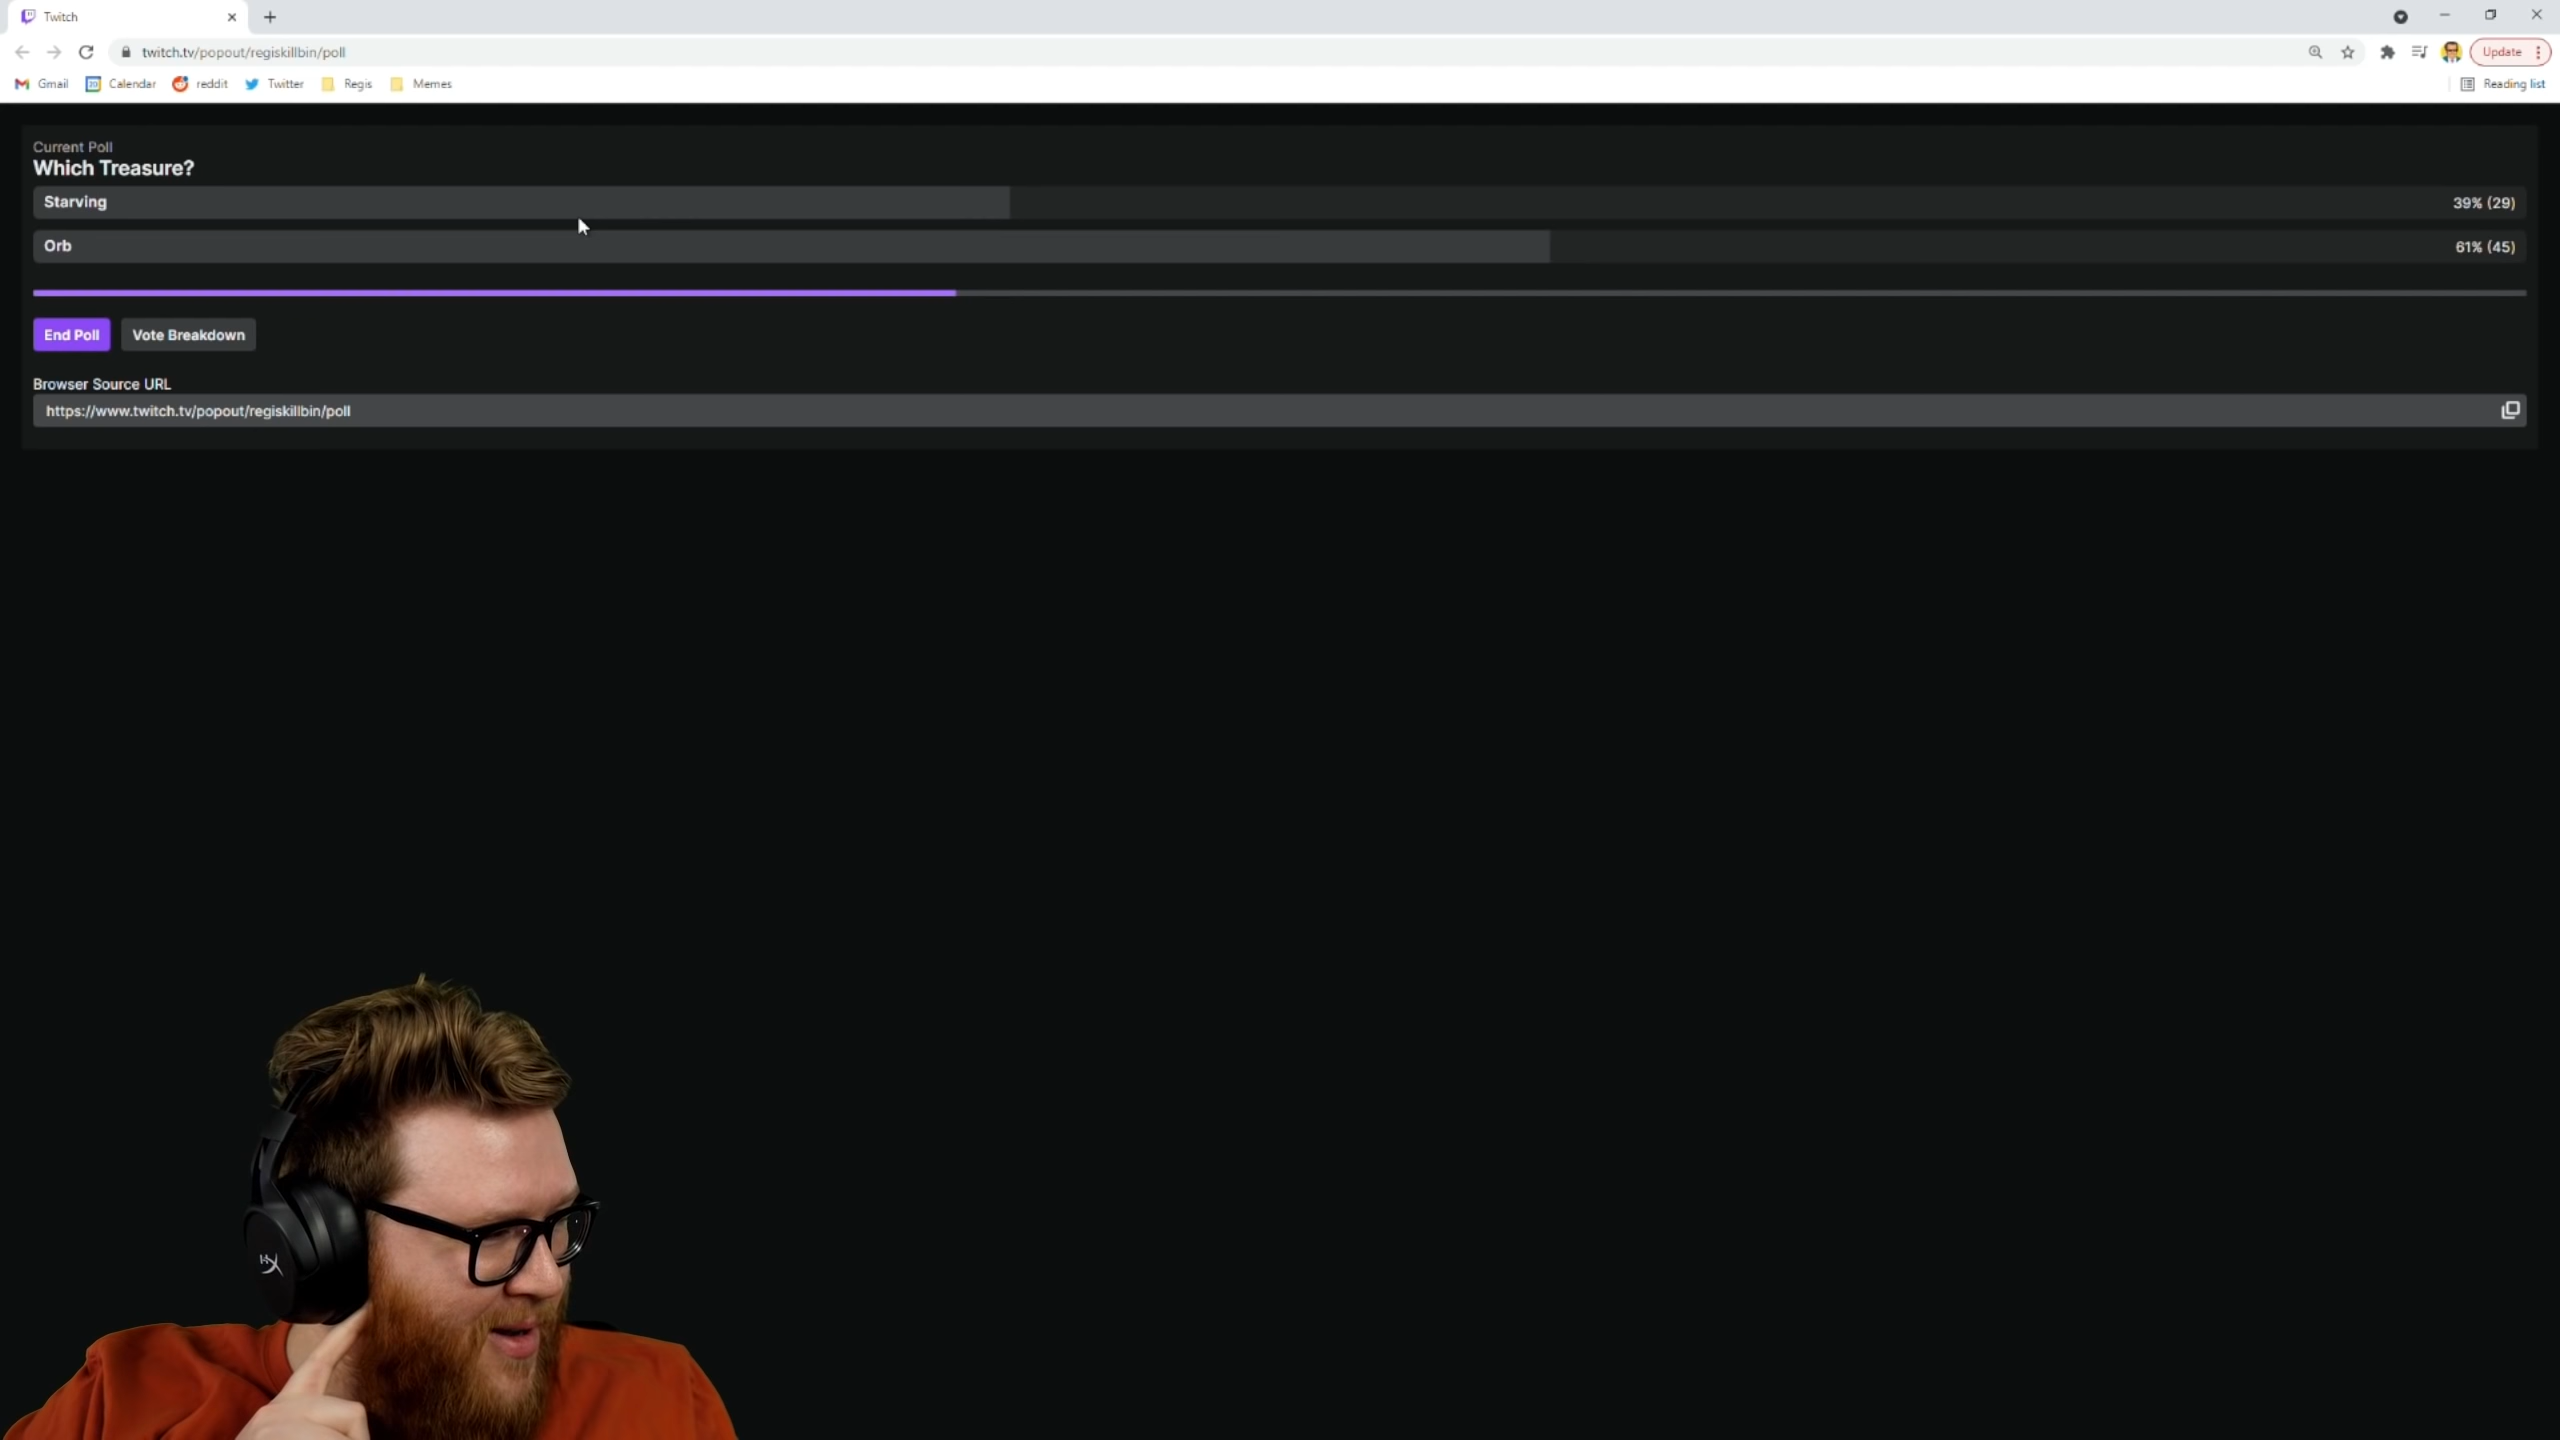 Twitch
twitch.tv/popout/regiskillbin/poll
Update
Gmail
Calendar
reddit
Twitter
Regis
Memes
Reading list
Current Poll
Which Treasure?
Starving
39% (29)
Orb
61% (45)
End Poll
Vote Breakdown
Browser Source URL
https://www.twitch.tv/popout/regiskillbin/poll
HX